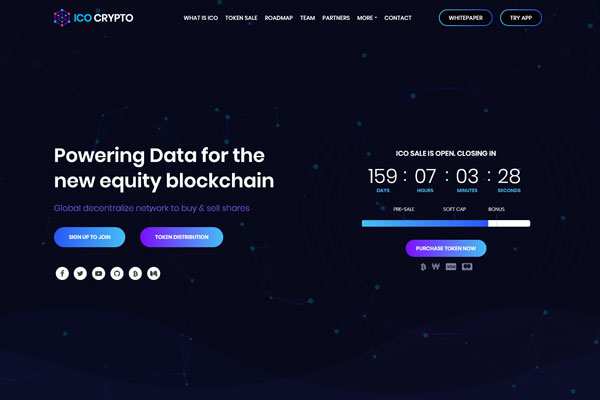 ICO CRYPTO
WHAT IS ICO TOKEN SALE ROADMAP TEAM PARTNERS MORE CONTACT
WHITEPAPER
TRY APP
Powering Data for the
new equity blockchain
Global decentralize network to buy & sell shares
SIGN UP TO JOIN
TOKEN DISTRIBUTION
ICO SALE IS OPEN. CLOSING IN
159 : 07 : 03 : 28
DAYS HOURS MINUTES SECONDS
PRE-SALE SOFT CAP BONUS
PURCHASE TOKEN NOW
VISA